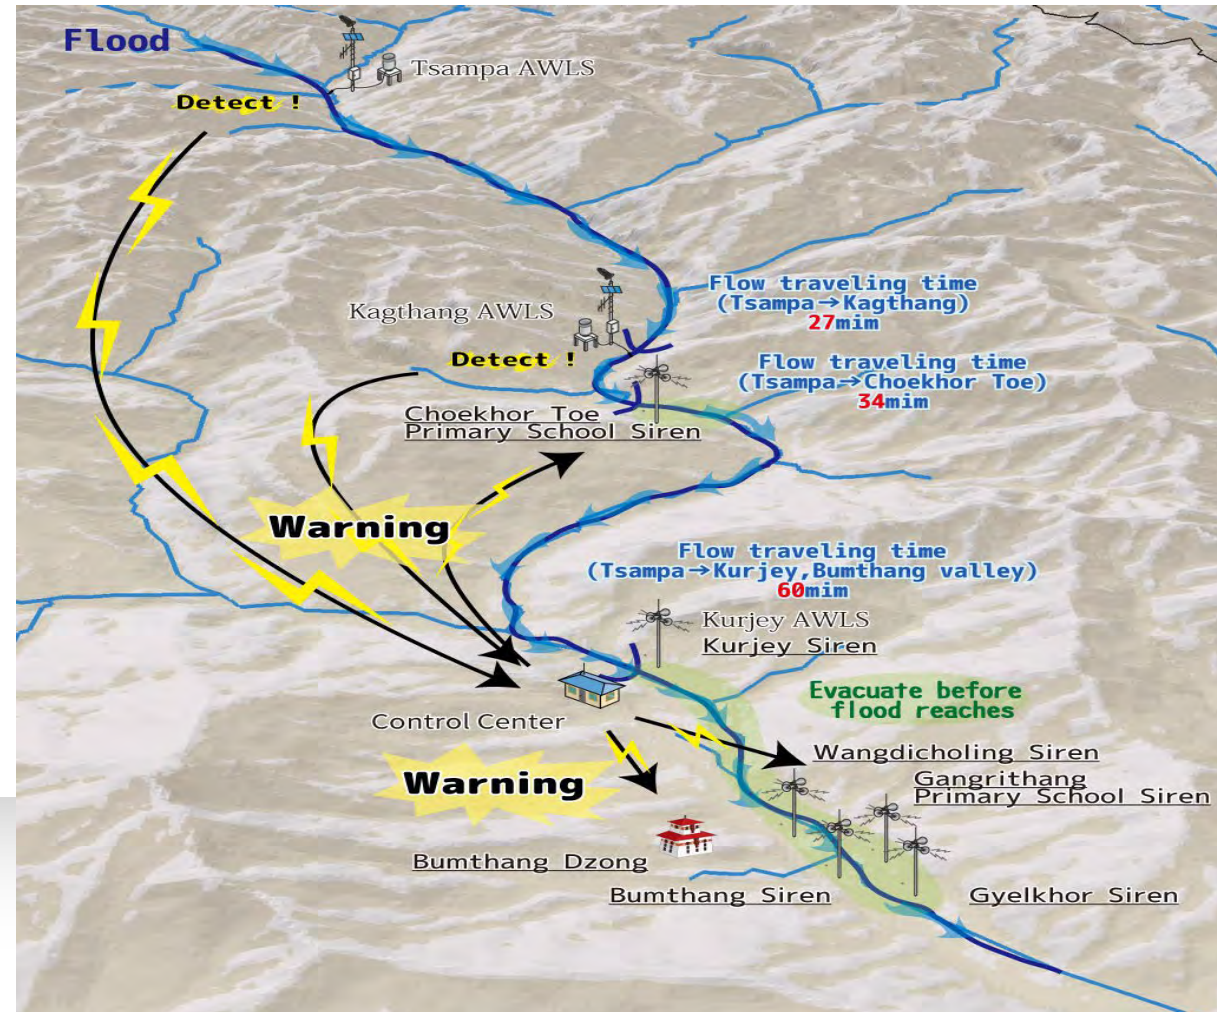 Flood
Tsampa AWLS
Detect !
Flow traveling time
(Tsampa→Kagthang)
27mim
Kagthang AWLS
Detect !
Flow traveling time
(Tsampa→Choekhor Toe)
34mim
Choekhor Toe
Primary School Siren
Warning
Flow traveling time
(Tsampa→Kurjey,Bumthang valley)
60mim
Kurjey AWLS
Kurjey Siren
Evacuate before
flood reaches
Control Center
Wangdicholing Siren
Gangrithang
Primary School Siren
Warning
Bumthang Dzong
Bumthang Siren
Gyelkhor Siren